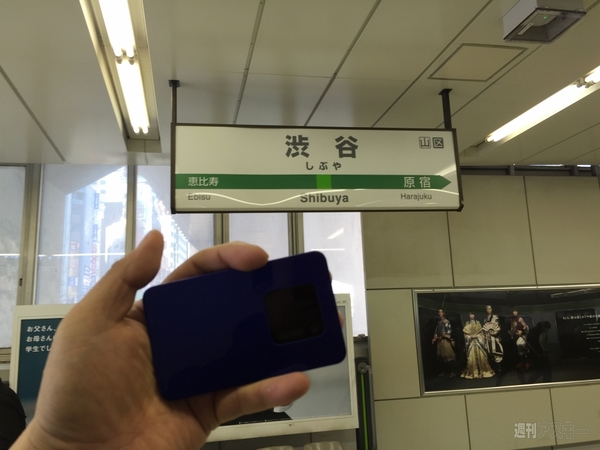 渋谷
山 区
しぶや
恵比寿 原宿
Ebisu Shibuya Harajuku
お父さん、
お母さん
学生でし
週刊